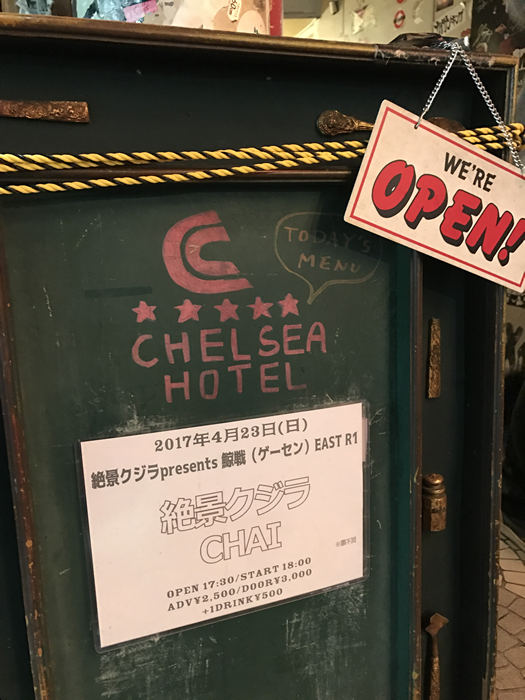 WE'RE
OPEN!
TODAY'S
MENU
CHELSEA
HOTEL
2017年4月23日(日)
絶景クジラpresents 鯨戦（ゲーセン）EAST R1
絶景クジラ
CHAI
※順不同
OPEN 17:30/START 18:00
ADV¥2,500/DOOR¥3,000
+1DRINK¥500